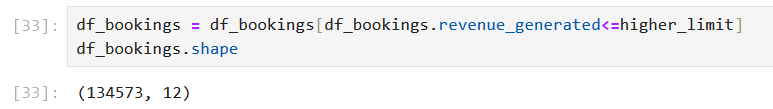 [33]: df_bookings = df_bookings[df_bookings.revenue_generated<=higher_limit]
df_bookings.shape
[33]: (134573, 12)